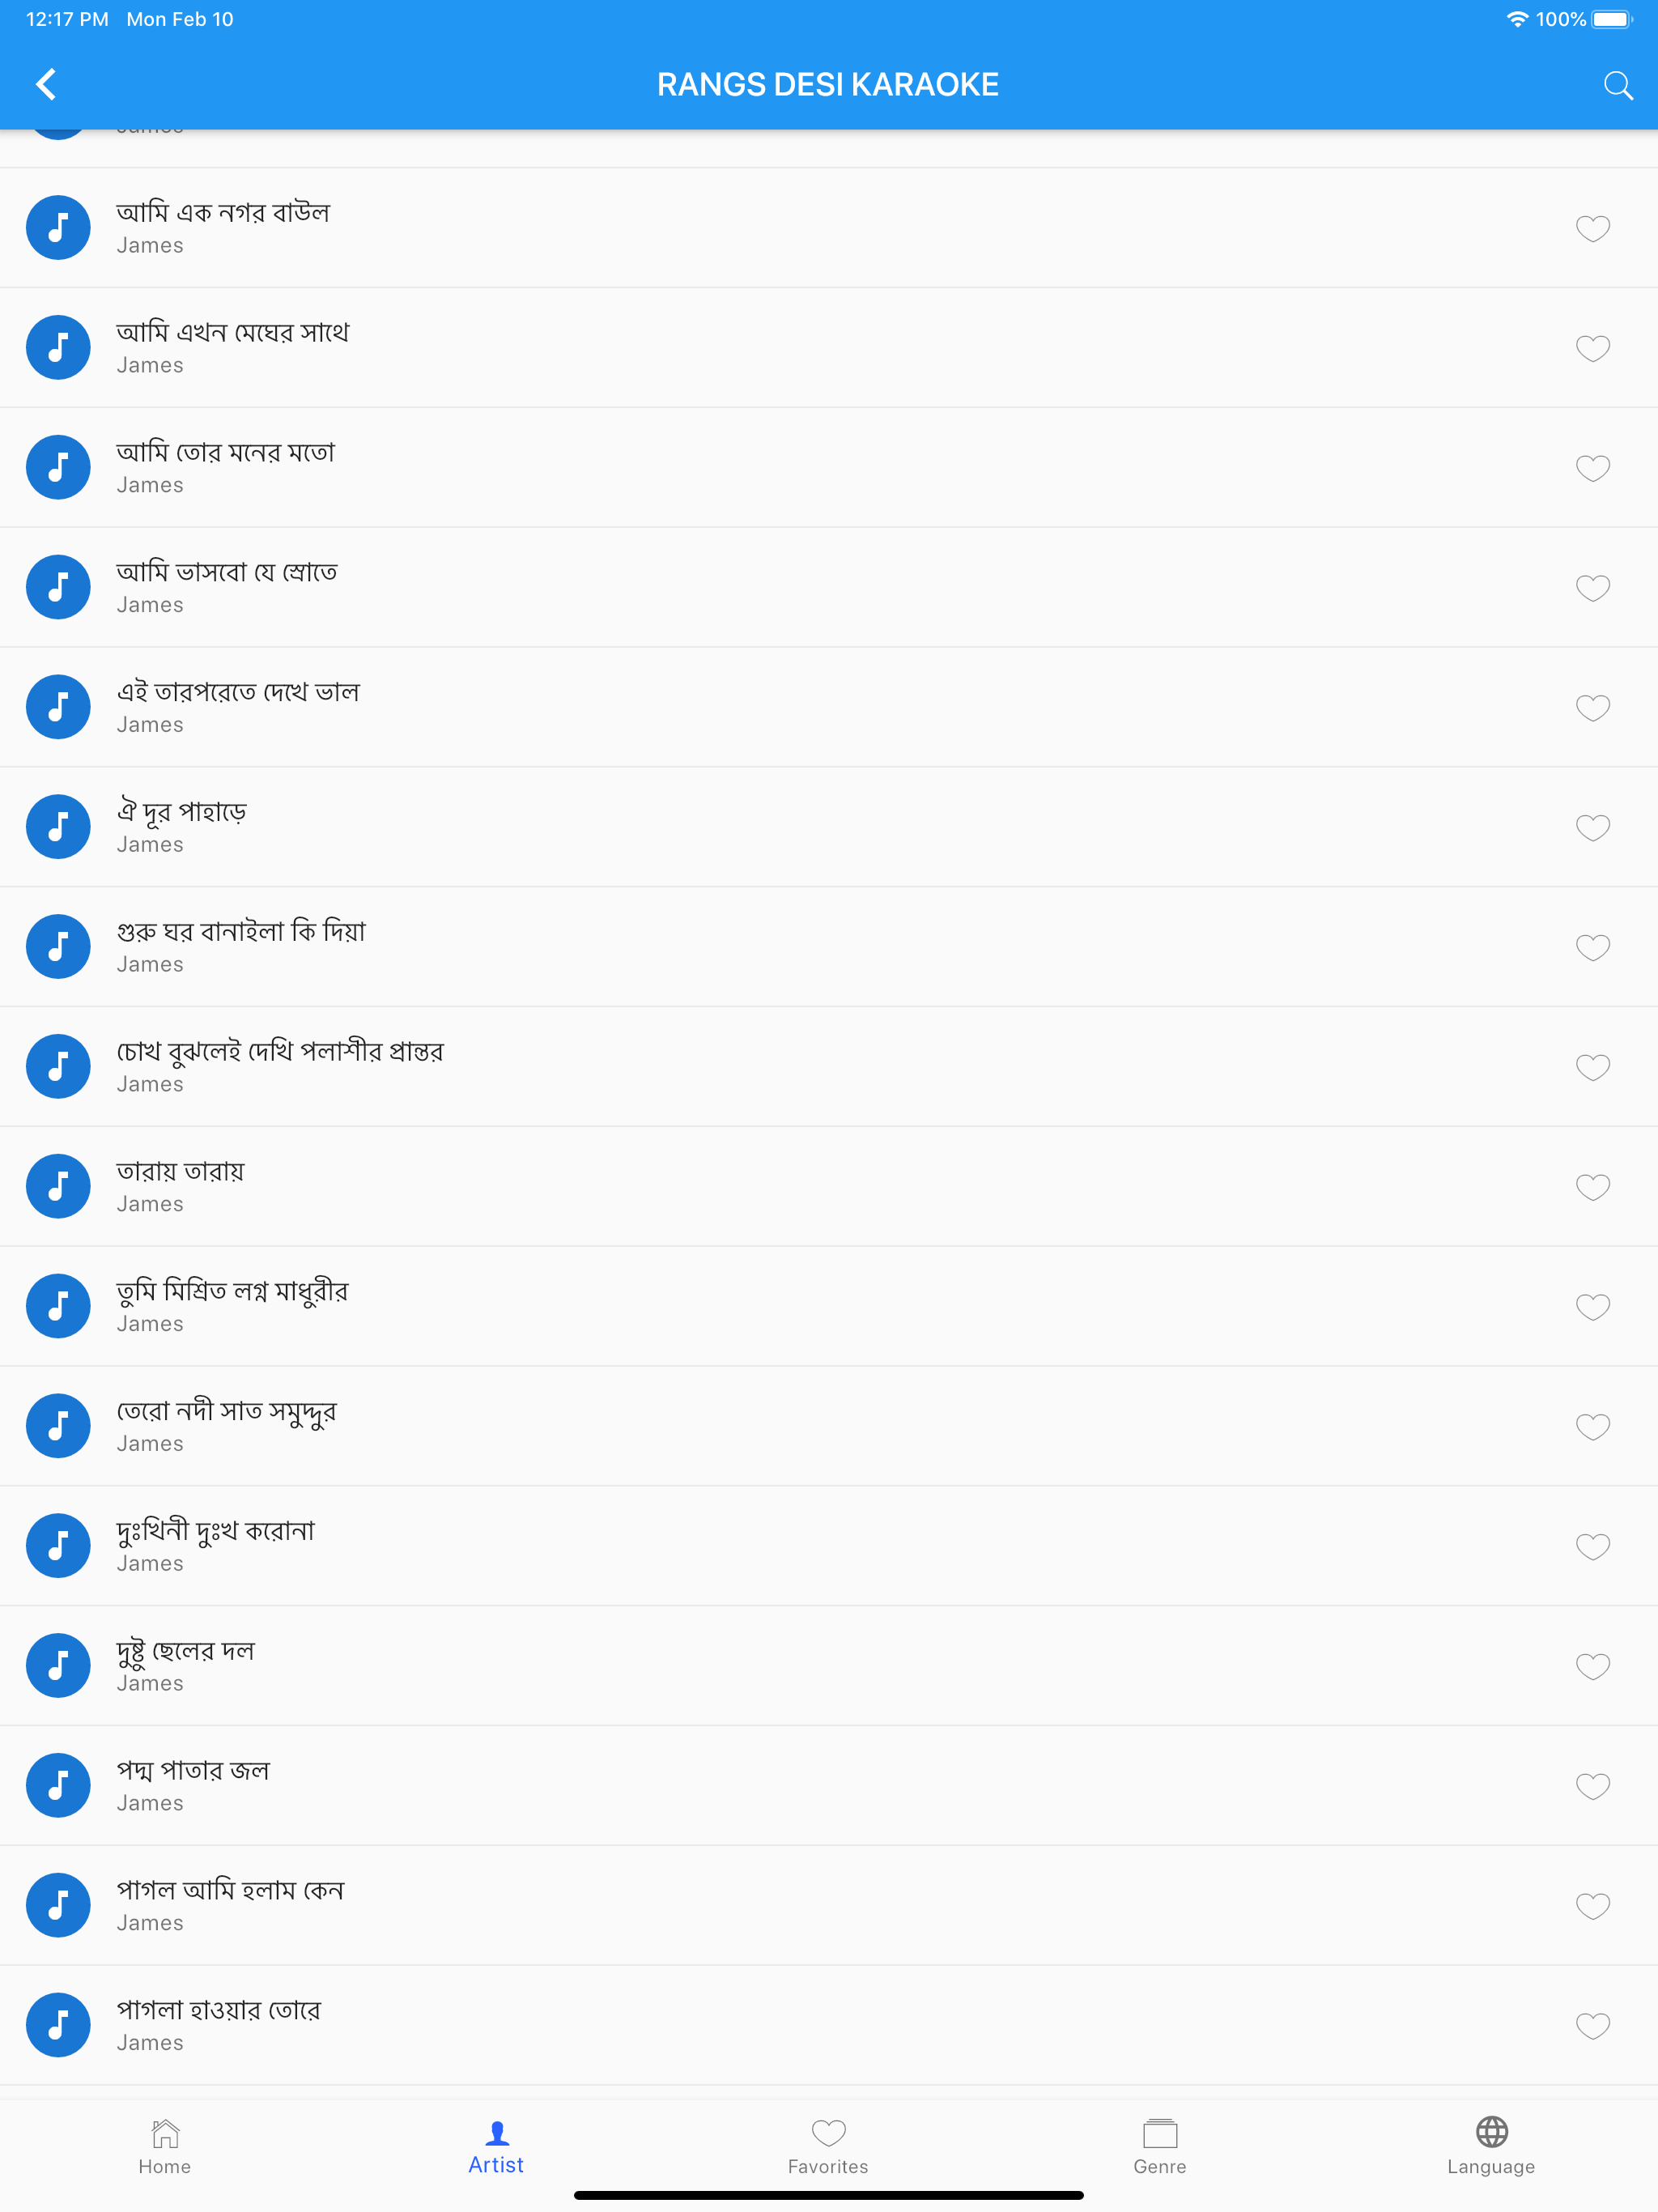 12:17 PM Mon Feb 10 100%
RANGS DESI KARAOKE
James
আমি এক নগর বাউল
James
আমি এখন মেঘের সাথে
James
আমি তোর মনের মতো
James
আমি ভাসবো যে স্রোতে
James
এই তারপরেতে দেখে ভাল
James
ঐ দূর পাহাড়ে
James
গুরু ঘর বানাইলা কি দিয়া
James
চোখ বুঝলেই দেখি পলাশীর প্রান্তর
James
তারায় তারায়
James
তুমি মিশ্রিত লগ্ন মাধুরীর
James
তেরো নদী সাত সমুদ্দুর
James
দুঃখিনী দুঃখ করোনা
James
দুষ্টু ছেলের দল
James
পদ্ম পাতার জল
James
পাগল আমি হলাম কেন
James
পাগলা হাওয়ার তোরে
James
Home Artist Favorites Genre Language